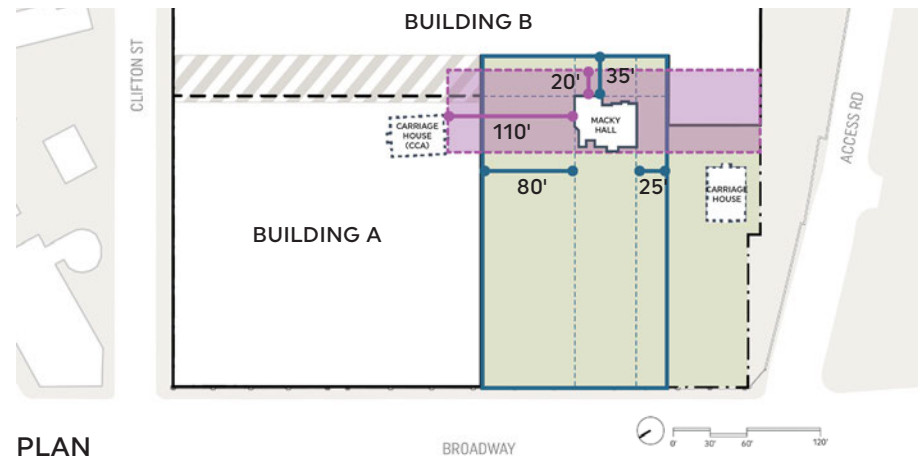 BUILDING B
CLIFTON ST
20'
35'
110'
MACKY
HALL
CARRIAGE
HOUSE
(CCA)
ACCESS RD
80'
25'
CARRIAGE
HOUSE
BUILDING A
PLAN
BROADWAY
0' 30' 60' 120'